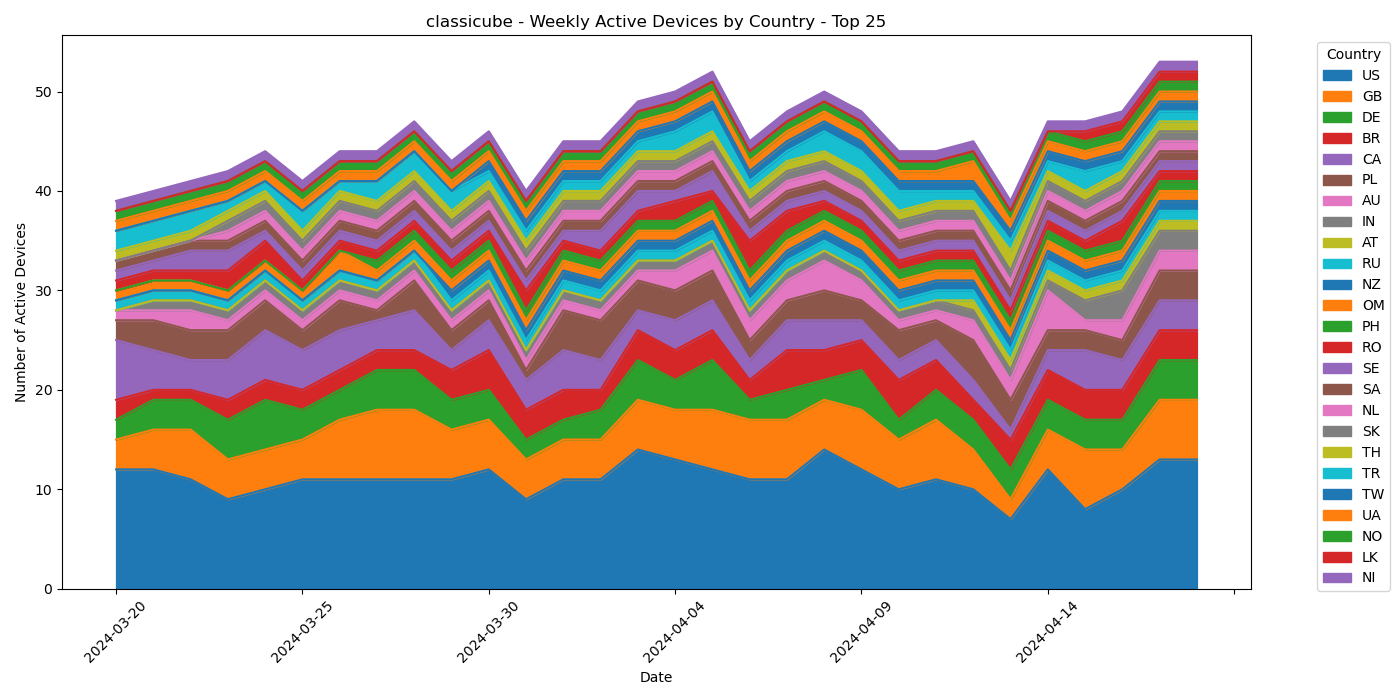 classicube - Weekly Active Devices by Country - Top 25
Number of Active Devices
50
40
30
20
10
0
2024-03-20
2024-03-25
2024-03-30
2024-04-04
2024-04-09
2024-04-14
Date
Country
US
GB
DE
BR
CA
PL
AU
IN
AT
RU
NZ
OM
PH
RO
SE
SA
NL
SK
TH
TR
TW
UA
NO
LK
NI